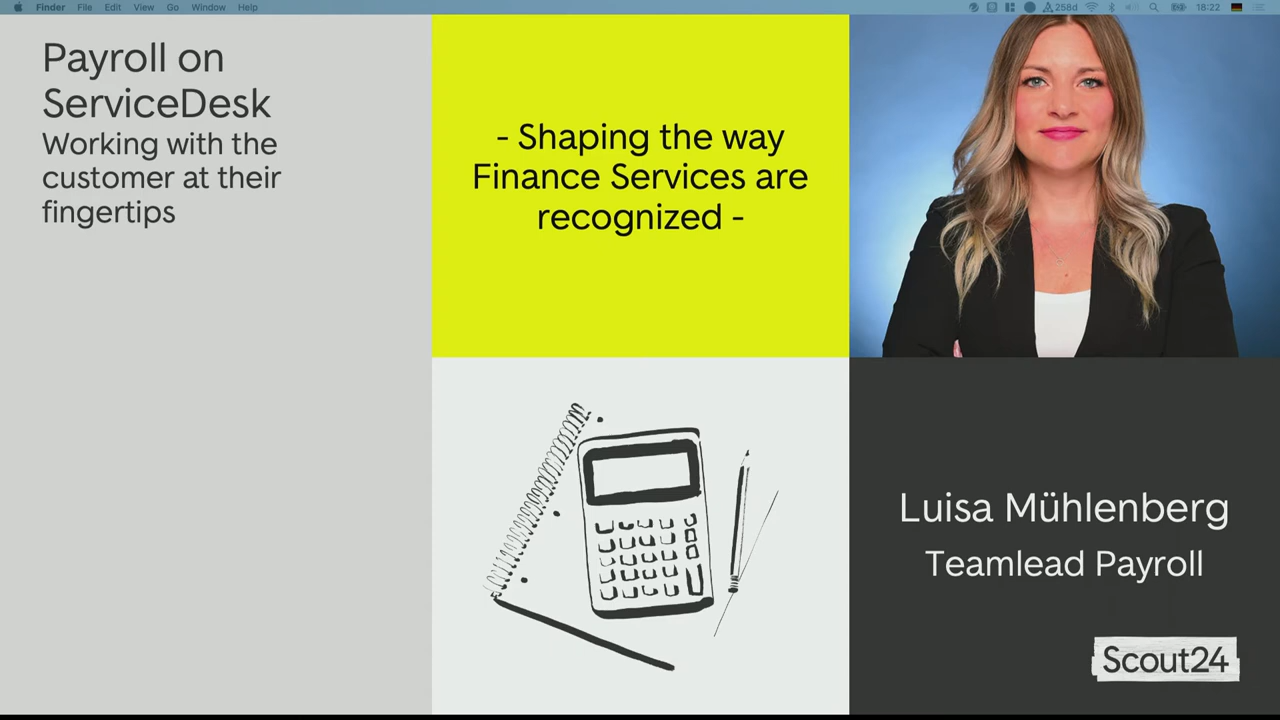 Finder File Edit View Go Window Help
258d 18:22
Payroll on
ServiceDesk
Working with the
customer at their
fingertips
- Shaping the way
Finance Services are
recognized -
Luisa Mühlenberg
Teamlead Payroll
Scout24